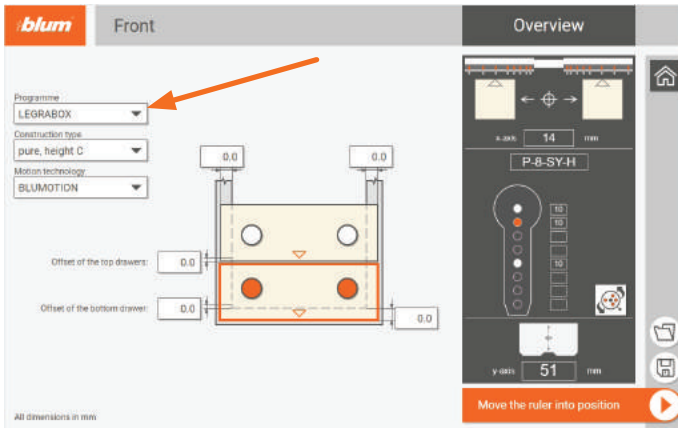 blum
Front
Overview
Programme
LEGRABOX
Construction type
pure, height C
Motion technology
BLUMOTION
0.0
0.0
Offset of the top drawers:
0.0
Offset of the bottom drawer:
0.0
0.0
All dimensions in mm
x-axis
14
mm
P-8-SY-H
10
10
10
y-axis
51
mm
Move the ruler into position